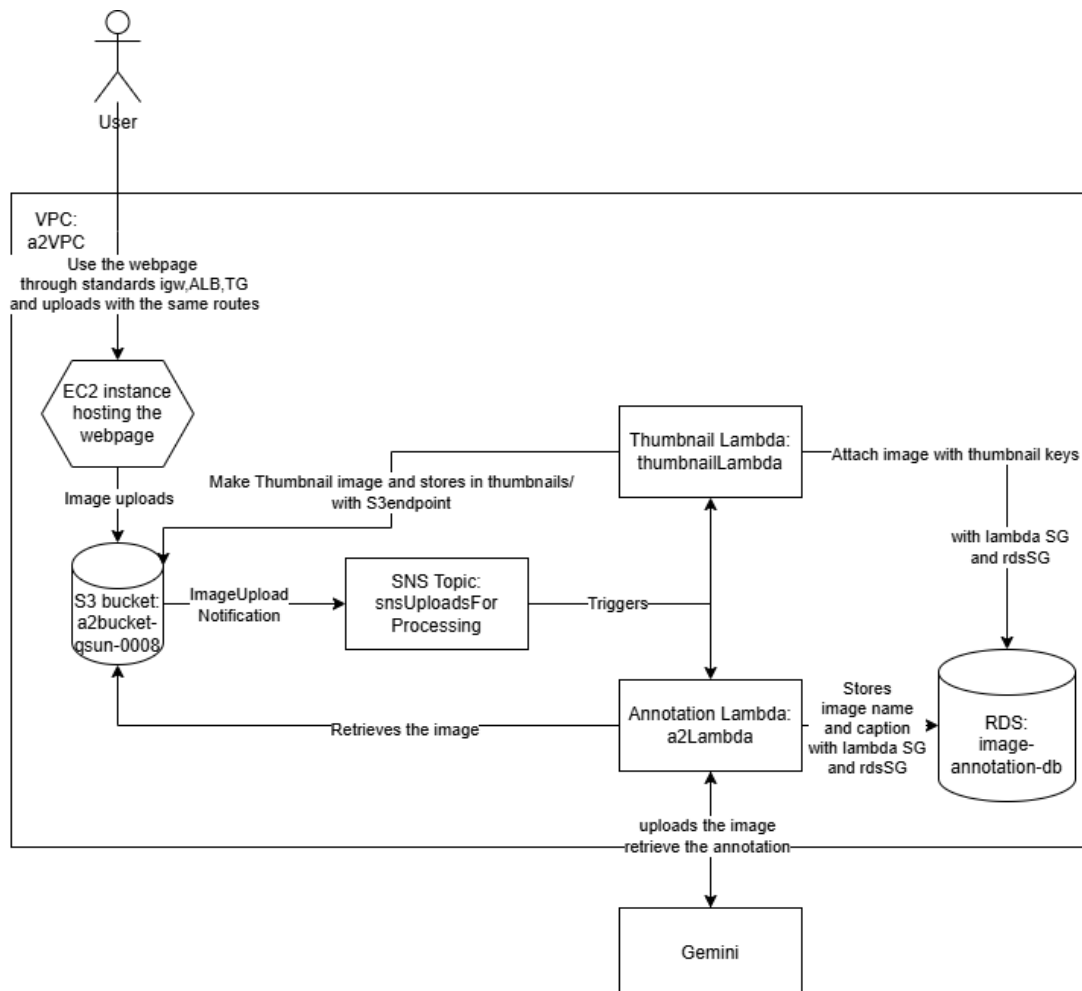 User
VPC:
a2VPC
Use the webpage
through standards igw,ALB,TG
and uploads with the same routes
EC2 instance
hosting the
webpage
Image uploads
Thumbnail Lambda:
thumbnailLambda
Attach image with thumbnail keys
Make Thumbnail image and stores in thumbnails/
with S3endpoint
with lambda SG
and rdsSG
S3 bucket:
a2bucket-
qsun-0008
ImageUpload
Notification
SNS Topic:
snsUploadsFor
Processing
Triggers
Retrieves the image
Annotation Lambda:
a2Lambda
Stores
image name
and caption
with lambda SG
and rdsSG
RDS:
image-
annotation-db
uploads the image
retrieve the annotation
Gemini